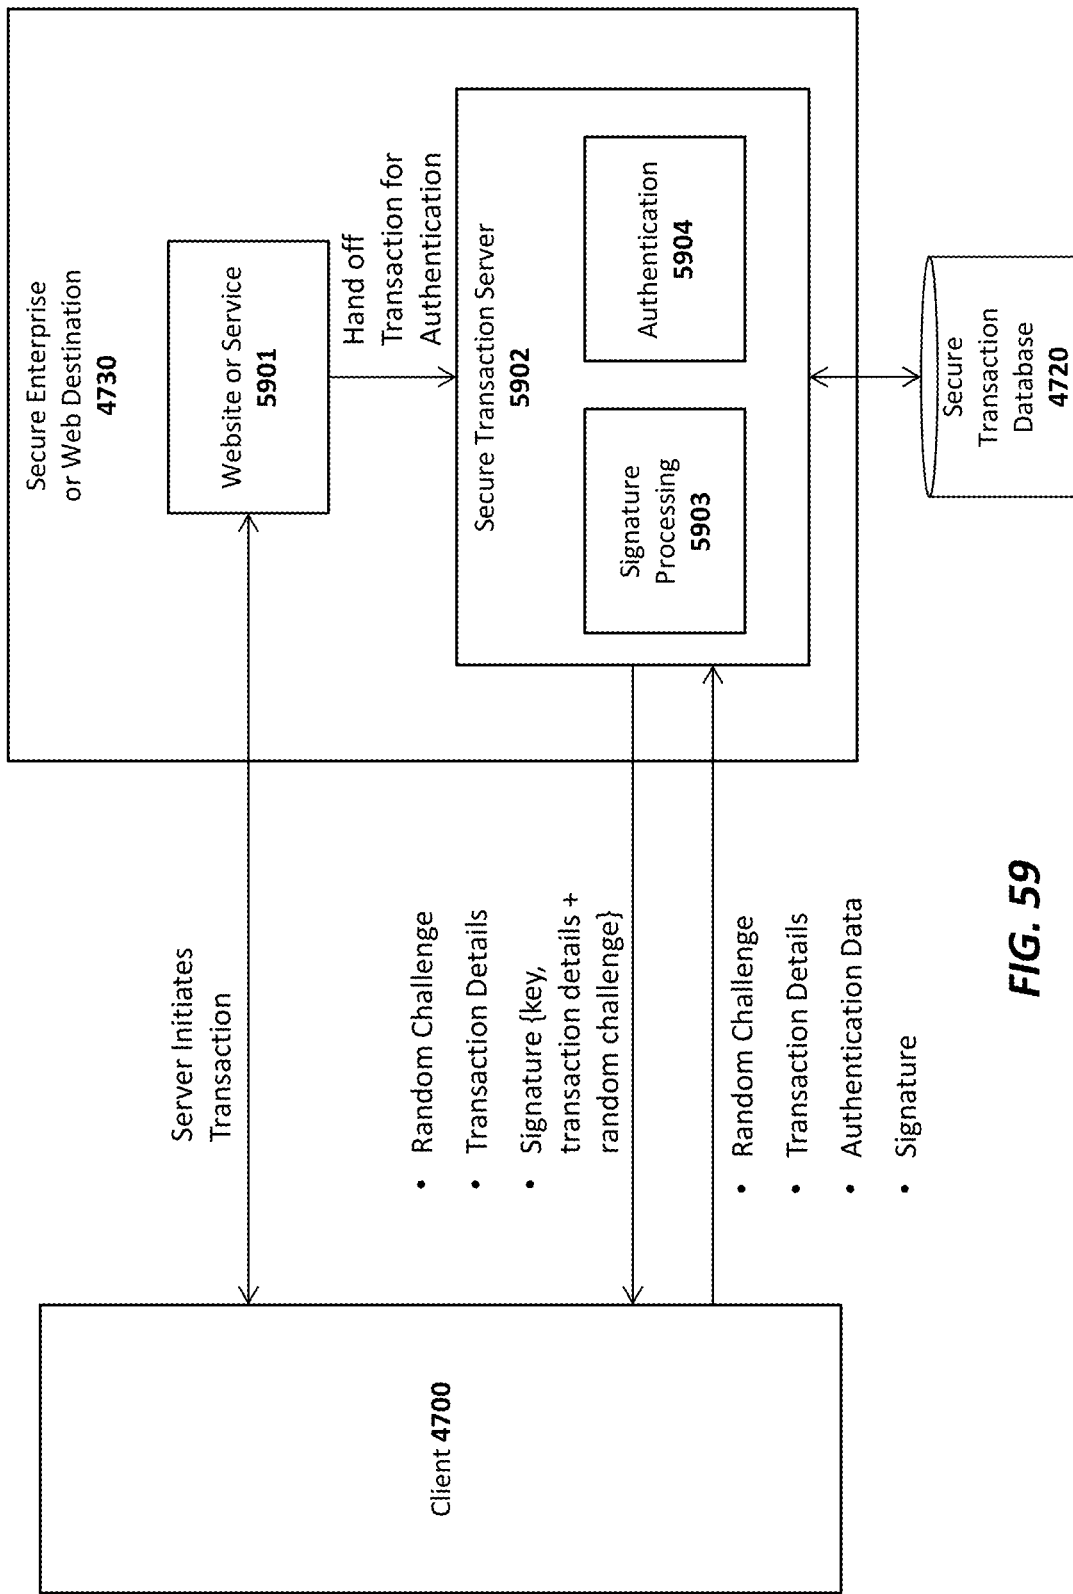 Secure Enterprise
or Web Destination
4730
Website or Service
5901
Server Initiates
Transaction
Hand off
Transaction for
Authentication
Client 4700
• Random Challenge
• Transaction Details
• Signature {key,
transaction details +
random challenge}
Secure Transaction Server
5902
Signature
Processing
5903
Authentication
5904
• Random Challenge
• Transaction Details
• Authentication Data
• Signature
Secure
Transaction
Database
4720
FIG. 59